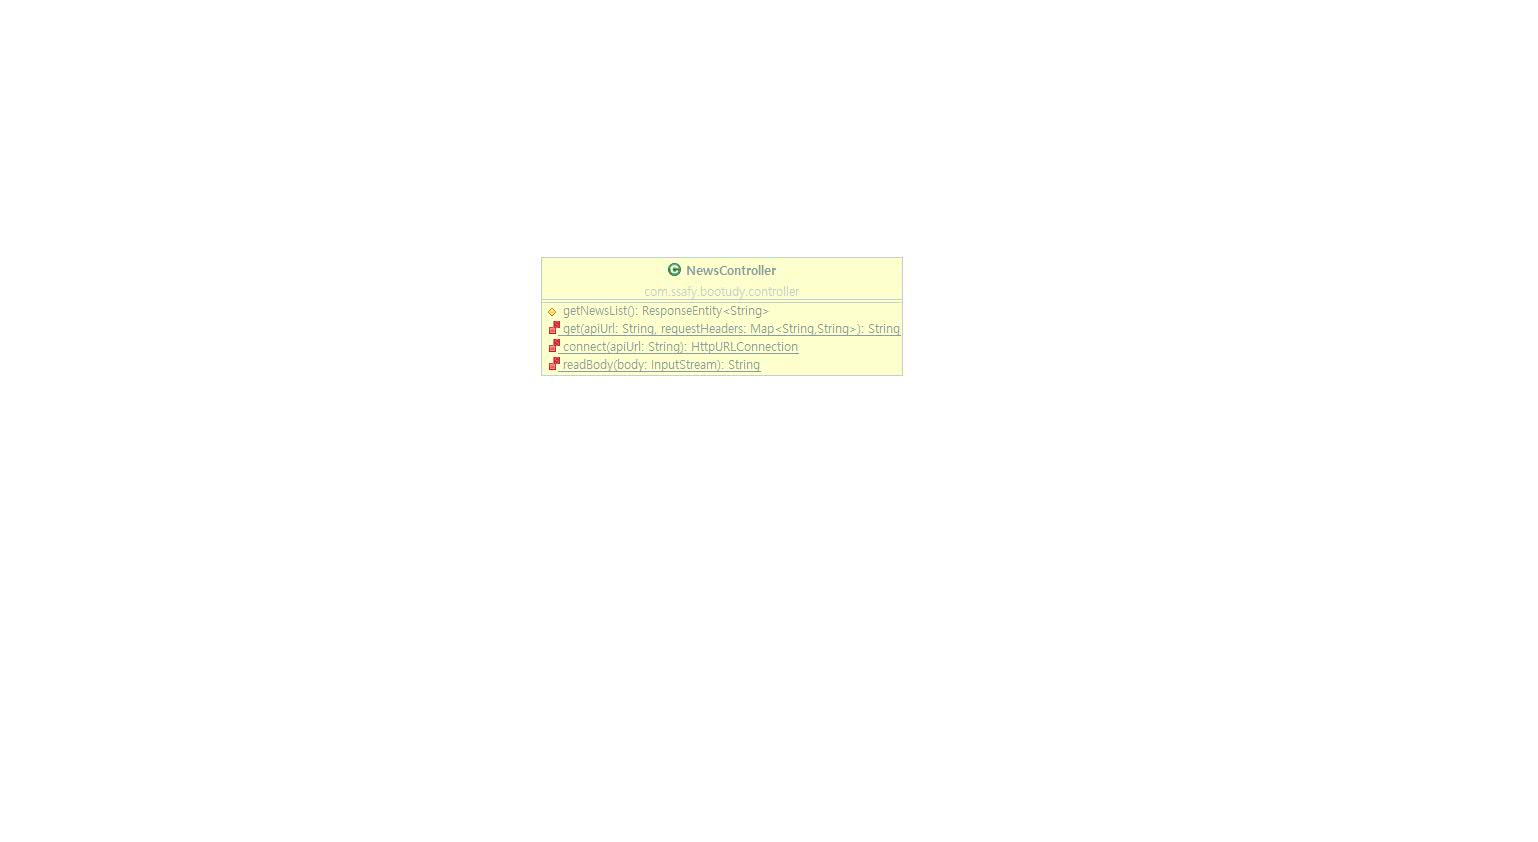 NewsController
com.ssafy.bootudy.controller
getNewsList(): ResponseEntity<String>
get(apiUrl: String, requestHeaders: Map<String,String>): String
connect(apiUrl: String): HttpURLConnection
readBody(body: InputStream): String